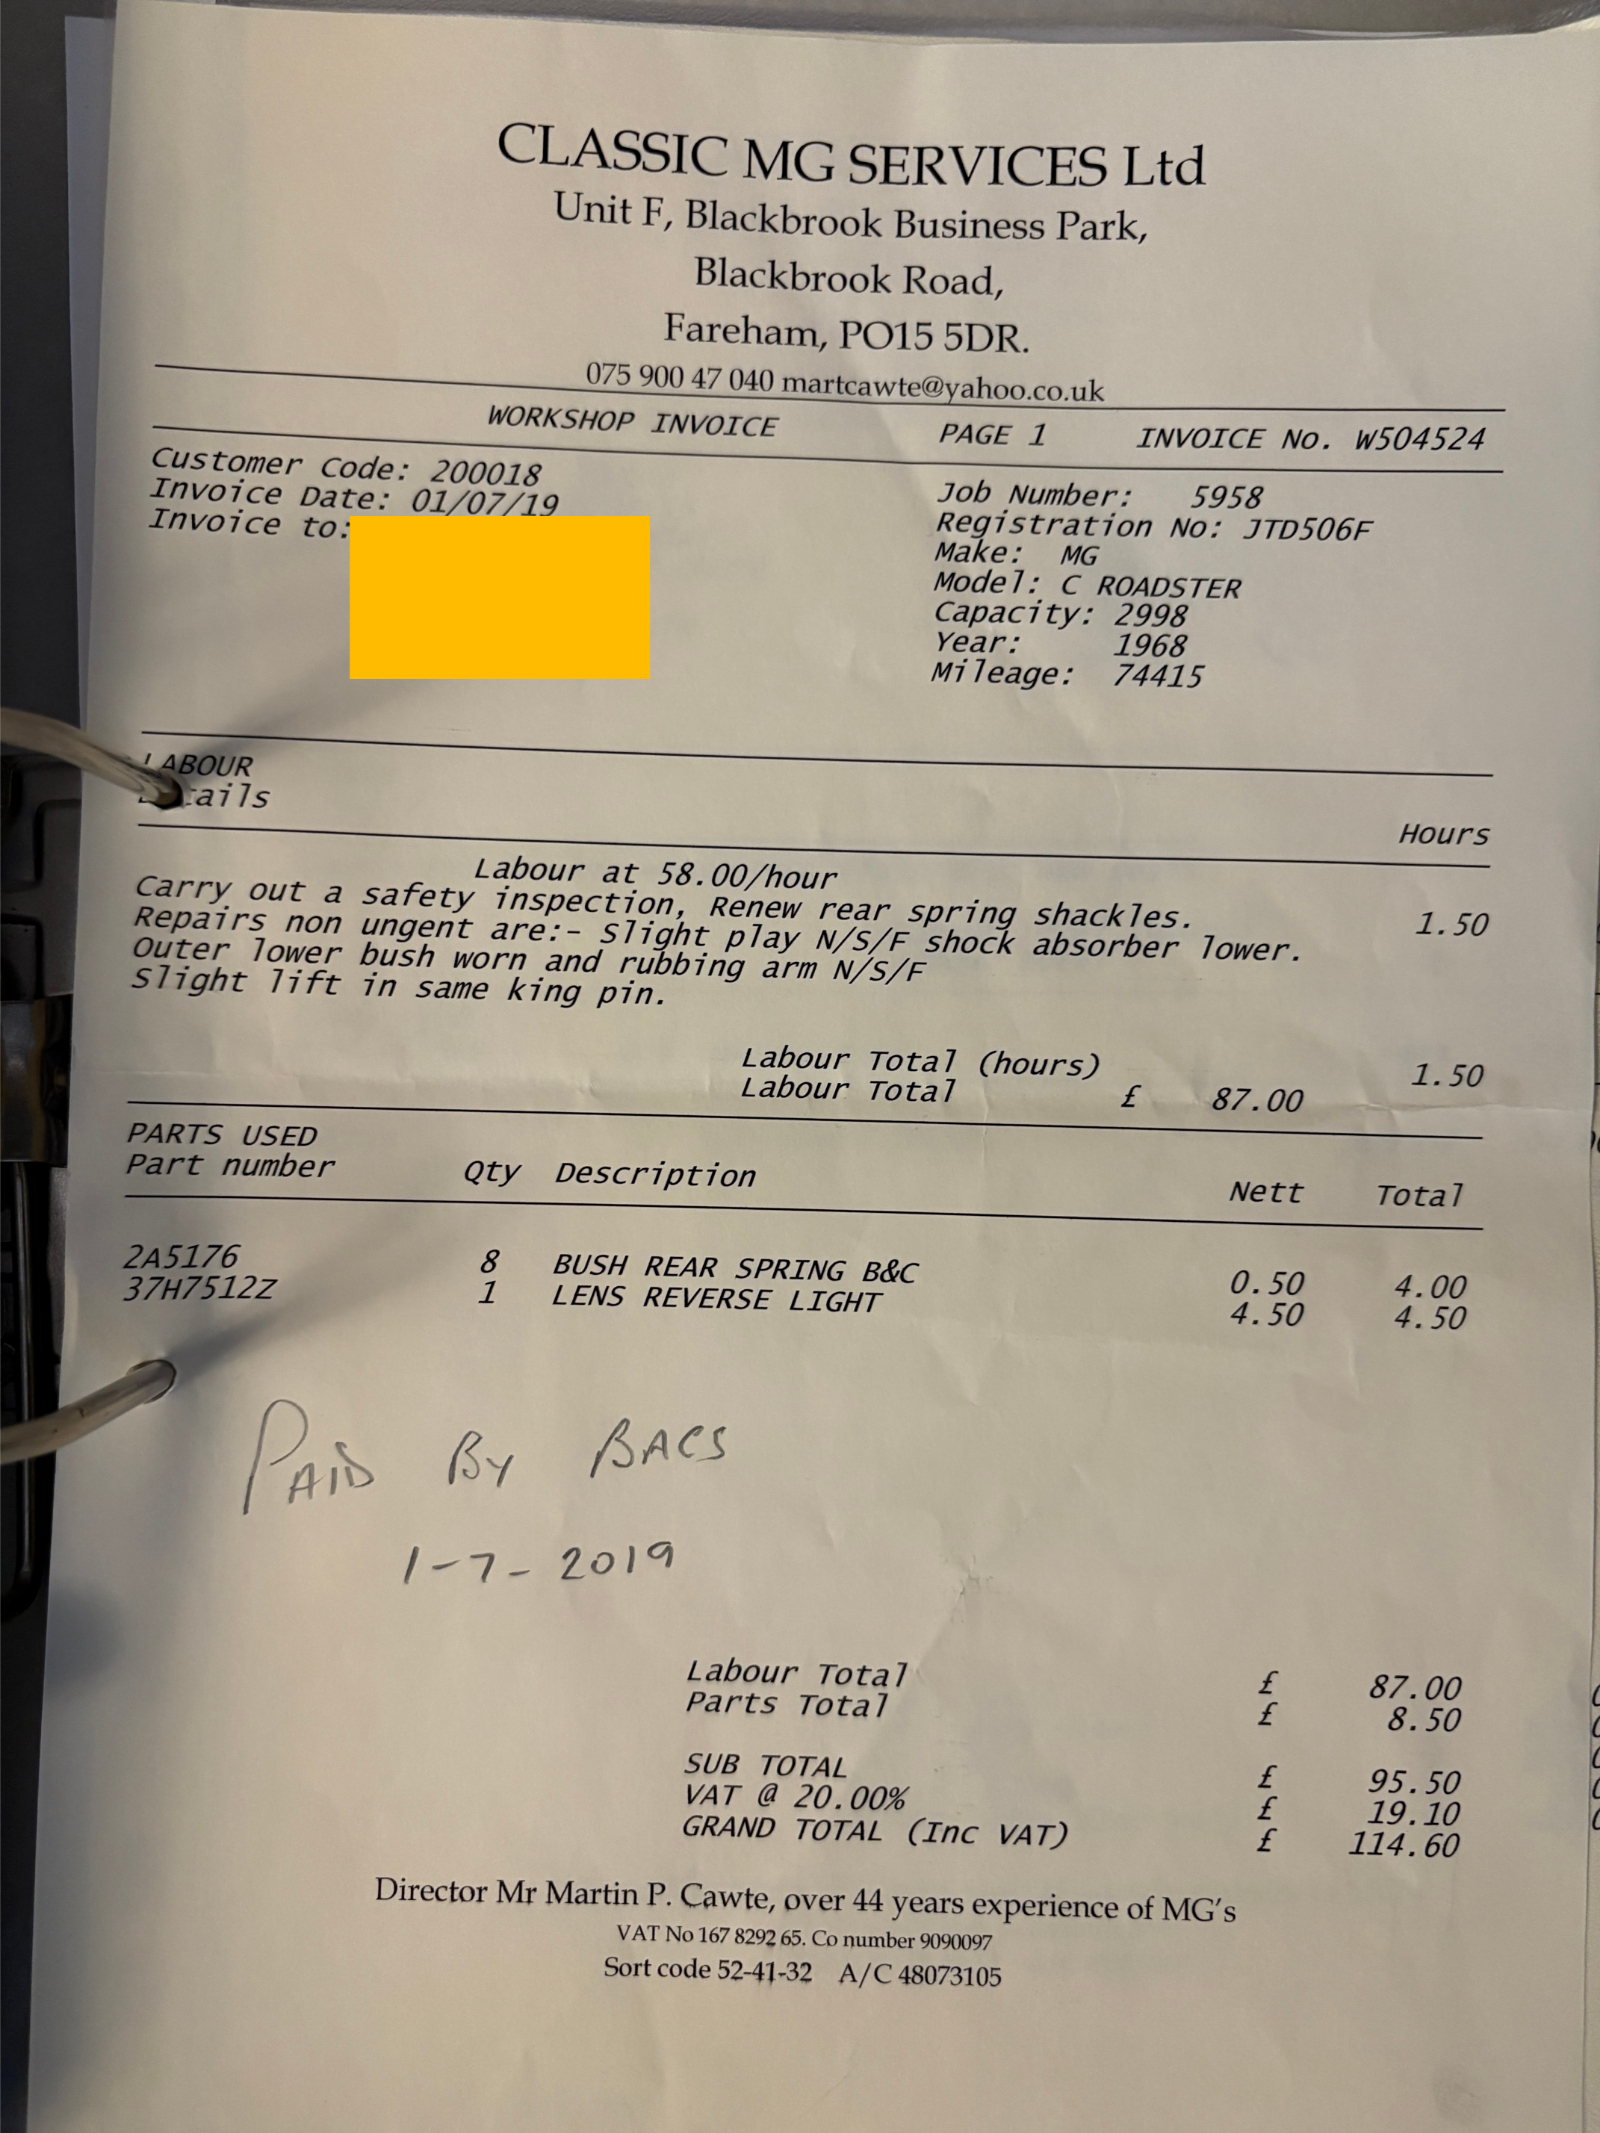 CLASSIC MG SERVICES Ltd
Unit F, Blackbrook Business Park,
Blackbrook Road,
Fareham, PO15 5DR.
075 900 47 040 martcawte@yahoo.co.uk
WORKSHOP INVOICE PAGE 1 INVOICE No. W504524
Customer Code: 200018
Invoice Date: 01/07/19
Invoice to:
Job Number: 5958
Registration No: JTD506F
Make: MG
Model: C ROADSTER
Capacity: 2998
Year: 1968
Mileage: 74415
LABOUR
Details
Hours
Labour at 58.00/hour
Carry out a safety inspection, Renew rear spring shackles. 1.50
Repairs non ungent are:- Slight play N/S/F shock absorber lower.
Outer lower bush worn and rubbing arm N/S/F
Slight lift in same king pin.
Labour Total (hours) 1.50
Labour Total £ 87.00
PARTS USED
Part number Qty Description Nett Total
2A5176 8 BUSH REAR SPRING B&C 0.50 4.00
37H7512Z 1 LENS REVERSE LIGHT 4.50 4.50
PAID BY BACS
1-7-2019
Labour Total £ 87.00
Parts Total £ 8.50
SUB TOTAL £ 95.50
VAT @ 20.00% £ 19.10
GRAND TOTAL (Inc VAT) £ 114.60
Director Mr Martin P. Cawte, over 44 years experience of MG's
VAT No 167 8292 65. Co number 9090097
Sort code 52-41-32 A/C 48073105